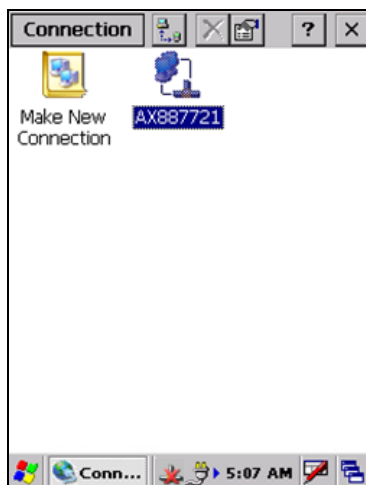 Connection
? ×
Make New
Connection
AX887721
Conn...
5:07 AM